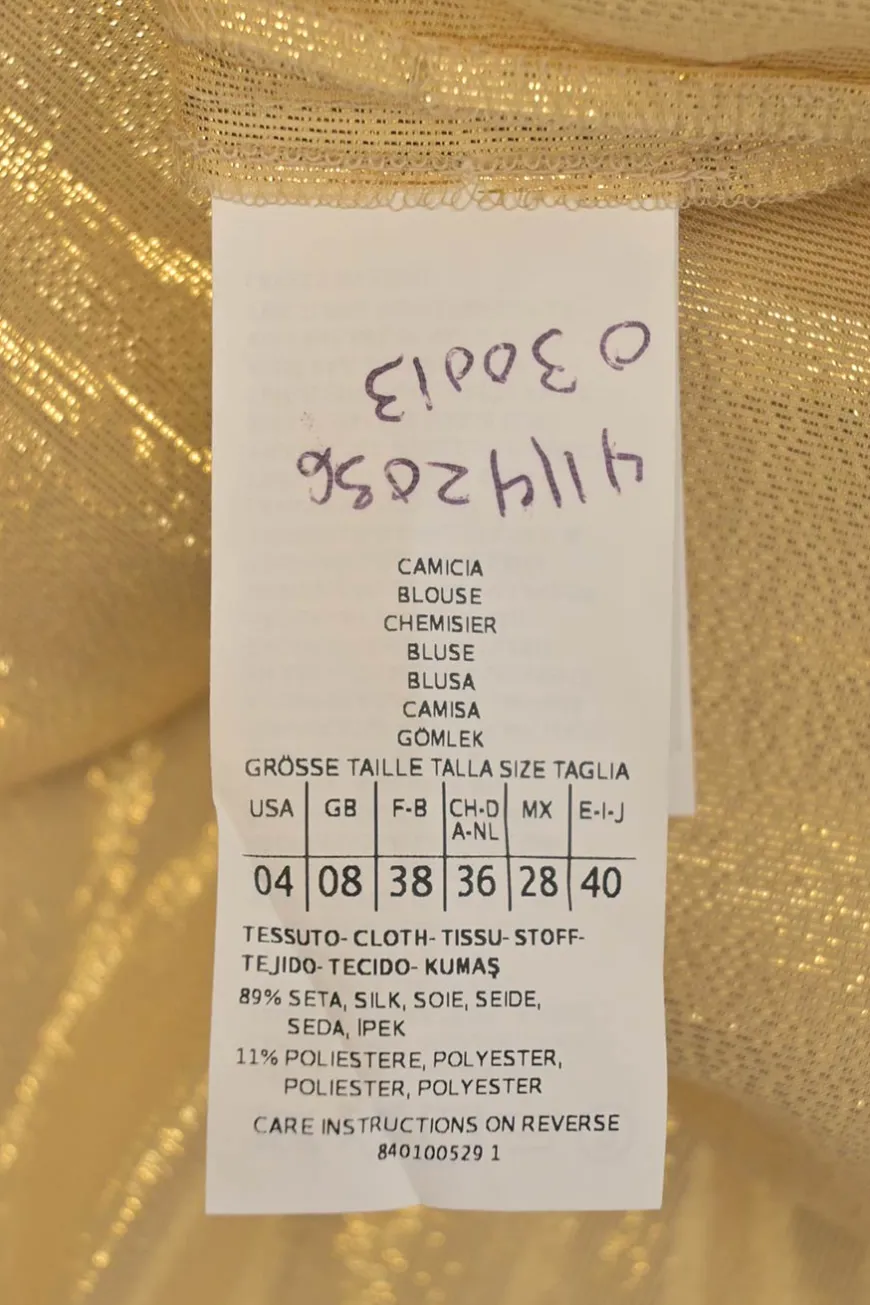 41142036
030013
CAMICIA
BLOUSE
CHEMISIER
BLUSE
BLUSA
CAMISA
GÖMLEK
GRÖSSE TAILLE TALLA SIZE TAGLIA
USA GB F-B CH-D A-NL MX E-I-J
04 08 38 36 28 40
TESSUTO- CLOTH- TISSU- STOFF-
TEJIDO- TECIDO- KUMAŞ
89% SETA, SILK, SOIE, SEIDE,
SEDA, İPEK
11% POLIESTERE, POLYESTER,
POLIESTER, POLYESTER
CARE INSTRUCTIONS ON REVERSE
840100529 1